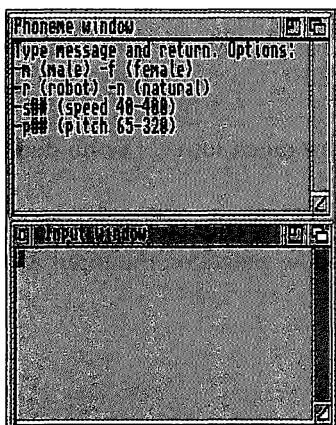 Phoneme window
Type message and return. Options:
-m (male) -f (female)
-r (robot) -n (natural)
-s## (speed 40-400)
-p## (pitch 65-320)
Input window